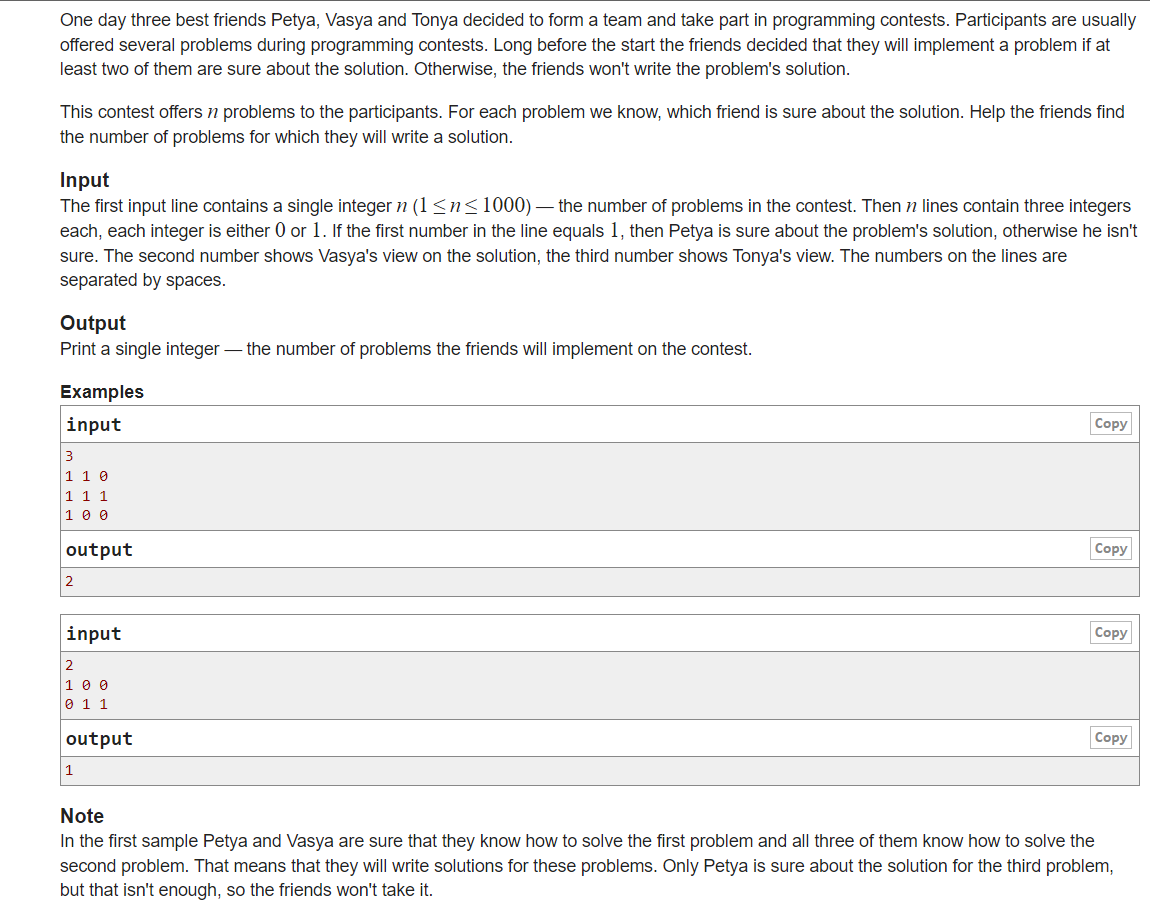 One day three best friends Petya, Vasya and Tonya decided to form a team and take part in programming contests. Participants are usually
offered several problems during programming contests. Long before the start the friends decided that they will implement a problem if at
least two of them are sure about the solution. Otherwise, the friends won't write the problem's solution.
This contest offers n problems to the participants. For each problem we know, which friend is sure about the solution. Help the friends find
the number of problems for which they will write a solution.
Input
The first input line contains a single integer n (1 ≤ n ≤ 1000) — the number of problems in the contest. Then n lines contain three integers
each, each integer is either 0 or 1. If the first number in the line equals 1, then Petya is sure about the problem's solution, otherwise he isn't
sure. The second number shows Vasya's view on the solution, the third number shows Tonya's view. The numbers on the lines are
separated by spaces.
Output
Print a single integer — the number of problems the friends will implement on the contest.
Examples
input Copy
3
1 1 0
1 1 1
1 0 0
output Copy
2
input Copy
2
1 0 0
0 1 1
output Copy
1
Note
In the first sample Petya and Vasya are sure that they know how to solve the first problem and all three of them know how to solve the
second problem. That means that they will write solutions for these problems. Only Petya is sure about the solution for the third problem,
but that isn't enough, so the friends won't take it.